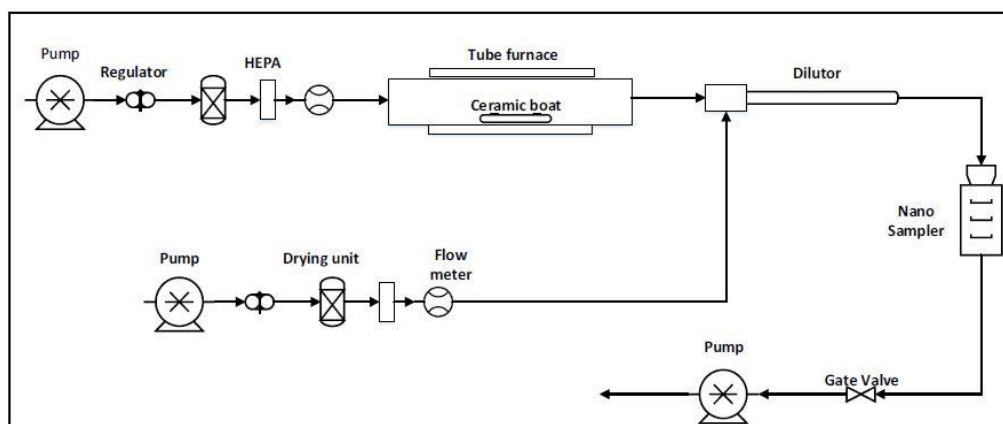 Pump
Regulator
HEPA
Tube furnace
Ceramic boat
Dilutor
Nano
Sampler
Pump
Drying unit
Flow
meter
Pump
Gate Valve